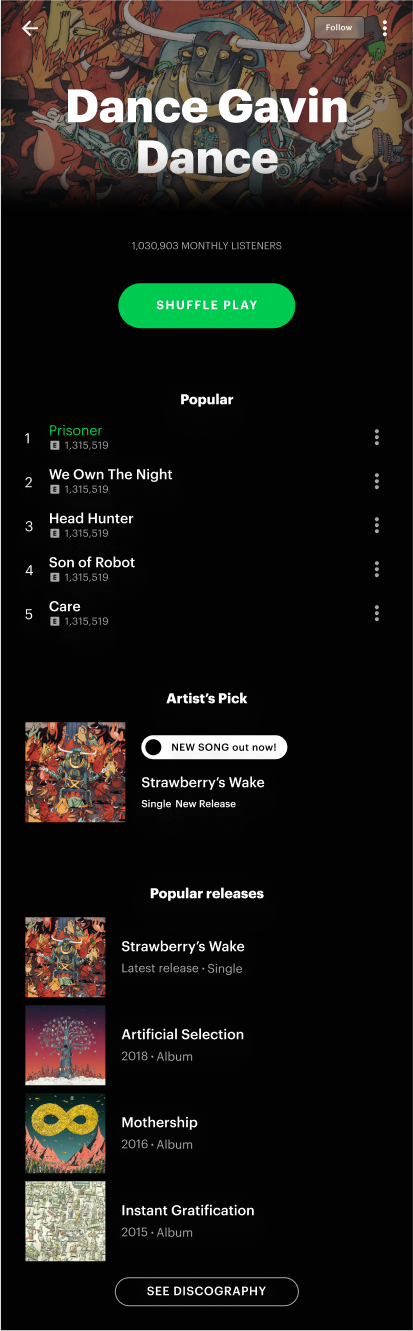 Follow
Dance Gavin
Dance
1,030,903 MONTHLY LISTENERS
SHUFFLE PLAY
Popular
1 Prisoner
E 1,315,519
2 We Own The Night
E 1,315,519
3 Head Hunter
E 1,315,519
4 Son of Robot
E 1,315,519
5 Care
E 1,315,519
Artist’s Pick
NEW SONG out now!
Strawberry’s Wake
Single New Release
Popular releases
Strawberry’s Wake
Latest release • Single
Artificial Selection
2018 • Album
Mothership
2016 • Album
Instant Gratification
2015 • Album
SEE DISCOGRAPHY